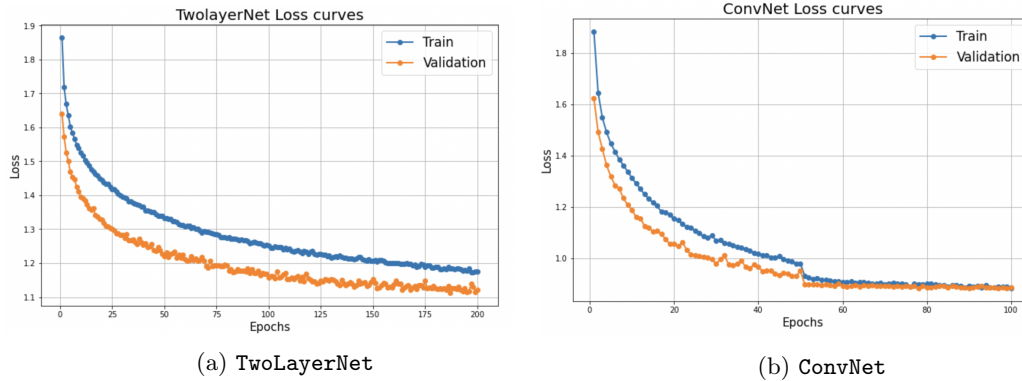 TwolayerNet Loss curves
Train
Validation
1.9
1.8
1.7
1.6
1.5
1.4
1.3
1.2
1.1
Loss
0
25
50
75
100
125
150
175
200
Epochs
(a) TwoLayerNet
ConvNet Loss curves
Train
Validation
1.8
1.6
1.4
1.2
1.0
Loss
0
20
40
60
80
100
Epochs
(b) ConvNet